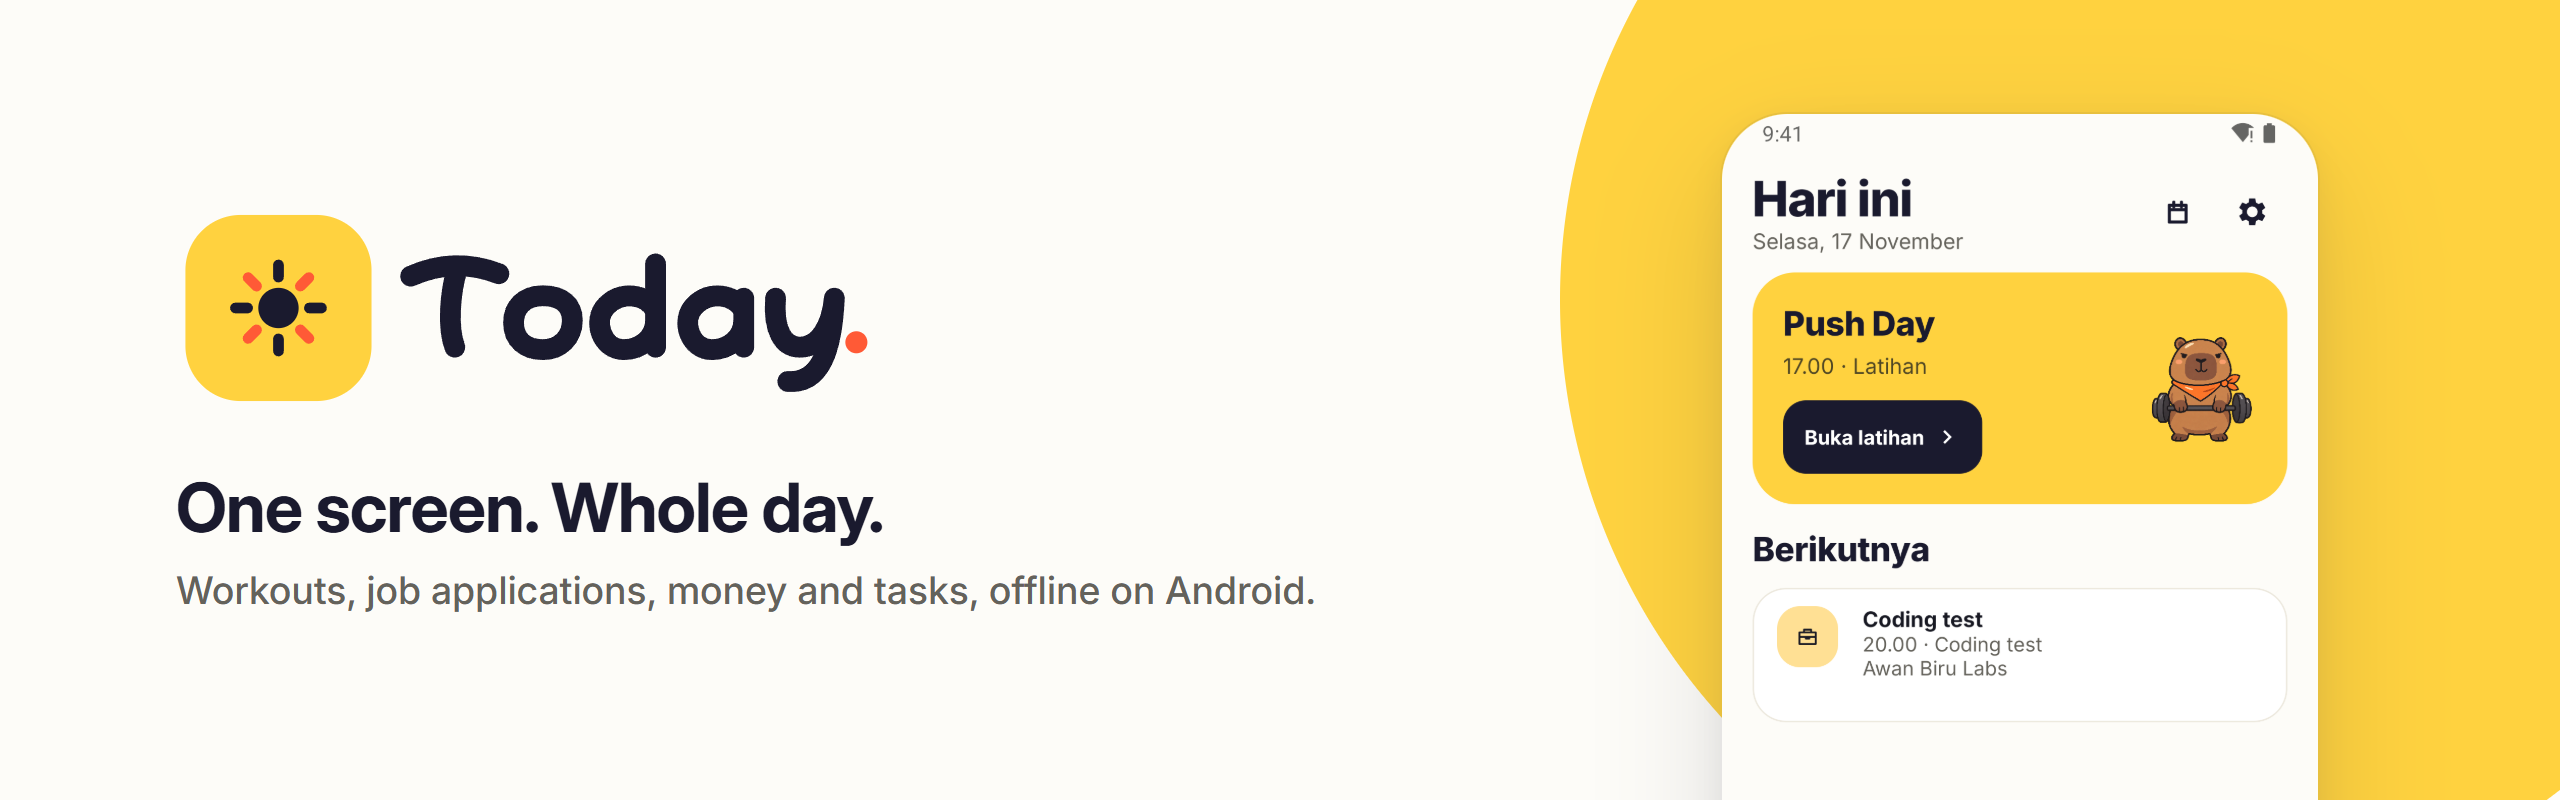 Today.
One screen. Whole day.
Workouts, job applications, money and tasks, offline on Android.
9:41
Hari ini
Selasa, 17 November
Push Day
17.00 · Latihan
Buka latihan
Berikutnya
Coding test
20.00 · Coding test
Awan Biru Labs